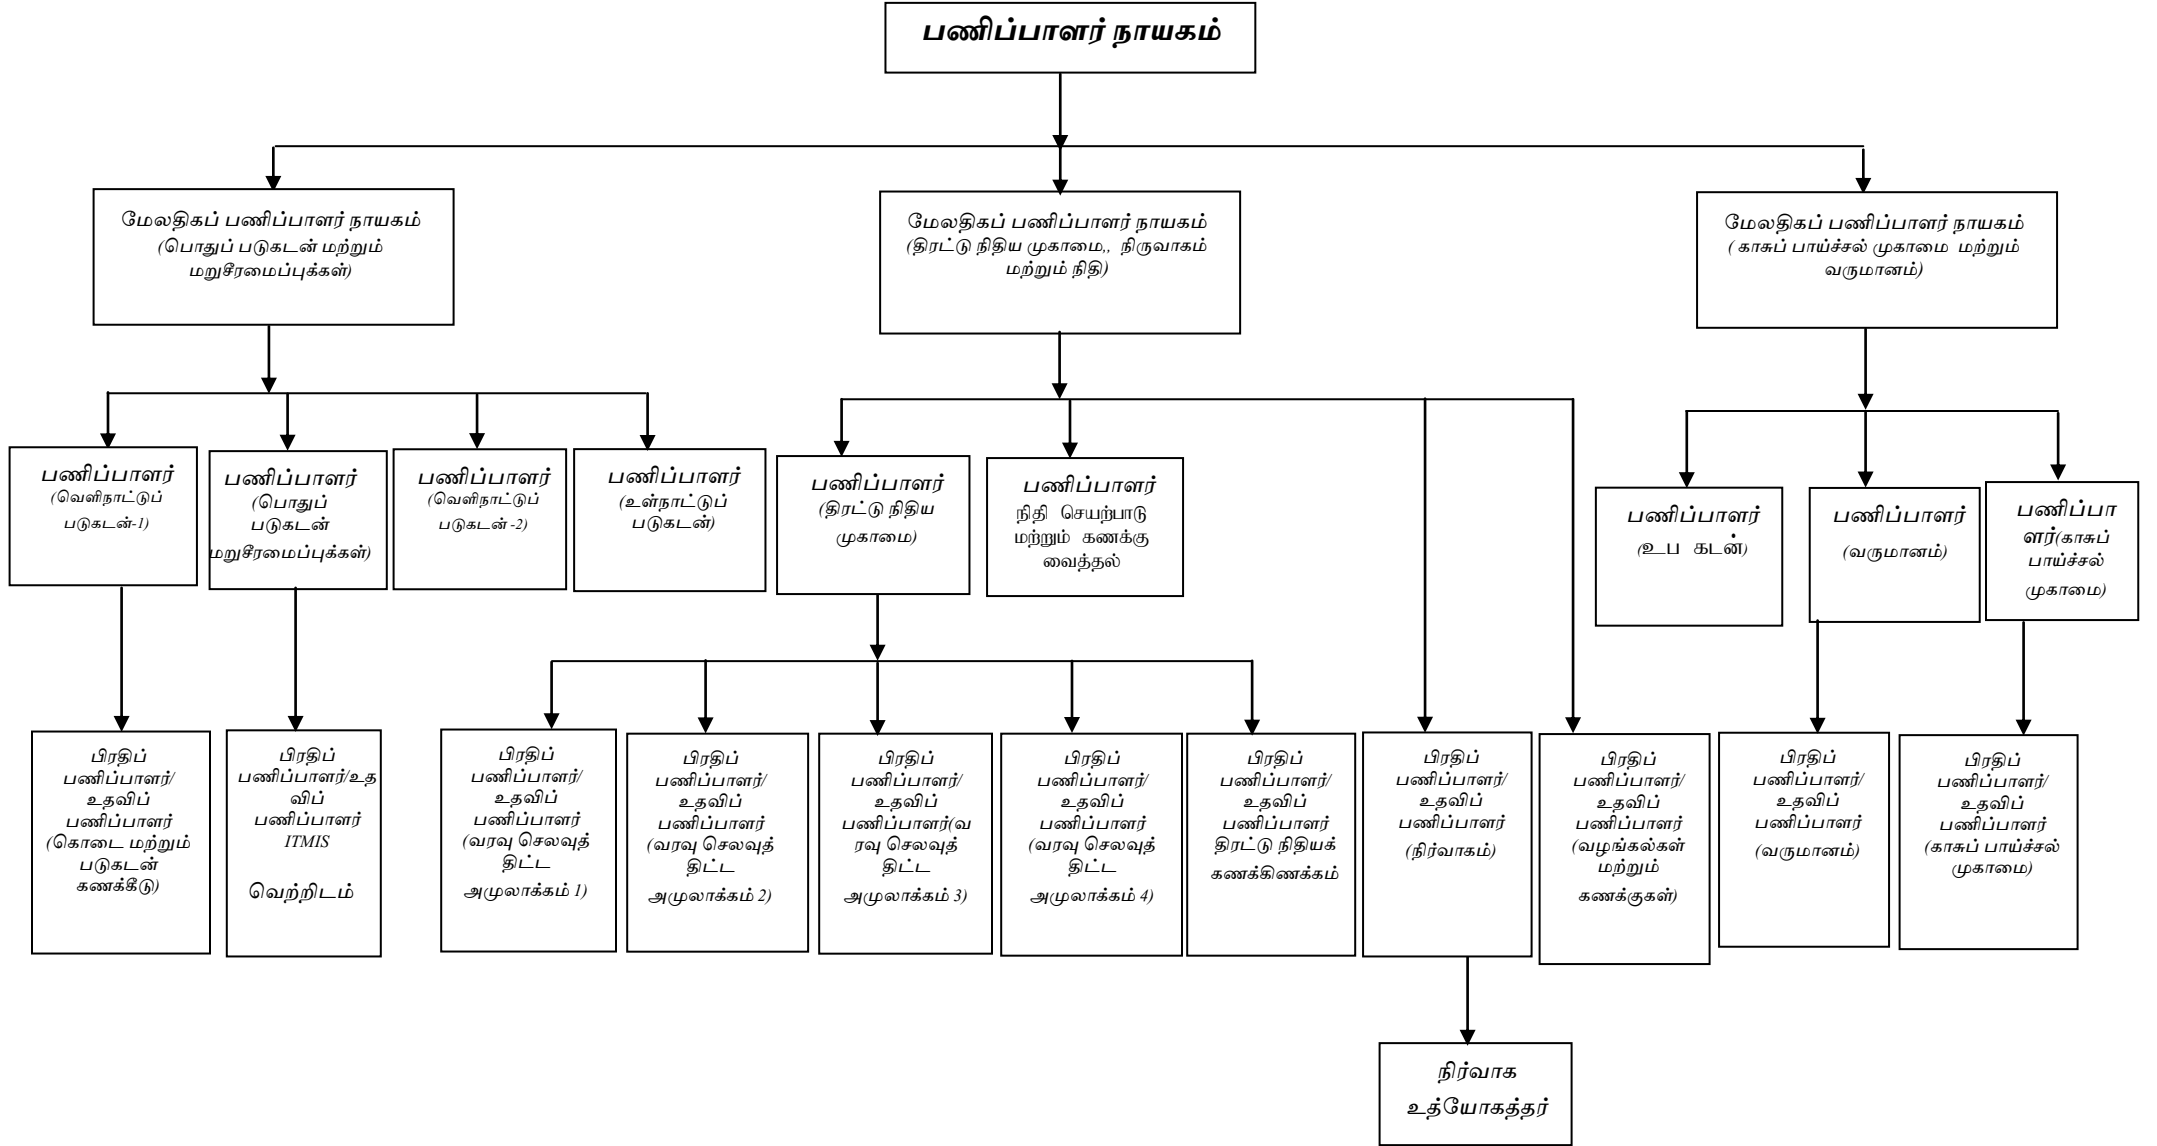 பணிப்பாளர் நாயகம்
மேலதிகப் பணிப்பாளர் நாயகம்
(பொதுப் படுகடன் மற்றும்
மறுசீரமைப்புக்கள்)
மேலதிகப் பணிப்பாளர் நாயகம்
(திரட்டு நிதிய முகாமை,, நிருவாகம்
மற்றும் நிதி)
மேலதிகப் பணிப்பாளர் நாயகம்
( காசுப் பாய்ச்சல் முகாமை மற்றும்
வருமானம்)
பணிப்பாளர்
(வெளிநாட்டுப்
படுகடன்-1)
பணிப்பாளர்
(பொதுப்
படுகடன்
மறுசீரமைப்புக்கள்)
பணிப்பாளர்
(வெளிநாட்டுப்
படுகடன் -2)
பணிப்பாளர்
(உள்நாட்டுப்
படுகடன்)
பணிப்பாளர்
(திரட்டு நிதிய
முகாமை)
பணிப்பாளர்
நிதி செயற்பாடு
மற்றும் கணக்கு
வைத்தல்
பணிப்பாளர்
(உப கடன்)
பணிப்பாளர்
(வருமானம்)
பணிப்பா
ளர்(காசுப்
பாய்ச்சல்
முகாமை)
பிரதிப்
பணிப்பாளர்/
உதவிப்
பணிப்பாளர்
(கொடை மற்றும்
படுகடன்
கணக்கீடு)
பிரதிப்
பணிப்பாளர்/உத
விப்
பணிப்பாளர்
ITMIS
வெற்றிடம்
பிரதிப்
பணிப்பாளர்/
உதவிப்
பணிப்பாளர்
(வரவு செலவுத்
திட்ட
அமுலாக்கம் 1)
பிரதிப்
பணிப்பாளர்/
உதவிப்
பணிப்பாளர்
(வரவு செலவுத்
திட்ட
அமுலாக்கம் 2)
பிரதிப்
பணிப்பாளர்/
உதவிப்
பணிப்பாளர்(வ
ரவு செலவுத்
திட்ட
அமுலாக்கம் 3)
பிரதிப்
பணிப்பாளர்/
உதவிப்
பணிப்பாளர்
(வரவு செலவுத்
திட்ட
அமுலாக்கம் 4)
பிரதிப்
பணிப்பாளர்/
உதவிப்
பணிப்பாளர்
திரட்டு நிதியக்
கணக்கிணக்கம்
பிரதிப்
பணிப்பாளர்/
உதவிப்
பணிப்பாளர்
(நிர்வாகம்)
பிரதிப்
பணிப்பாளர்/
உதவிப்
பணிப்பாளர்
(வழங்கல்கள்
மற்றும்
கணக்குகள்)
பிரதிப்
பணிப்பாளர்/
உதவிப்
பணிப்பாளர்
(வருமானம்)
பிரதிப்
பணிப்பாளர்/
உதவிப்
பணிப்பாளர்
(காசுப் பாய்ச்சல்
முகாமை)
நிர்வாக
உத்யோகத்தர்